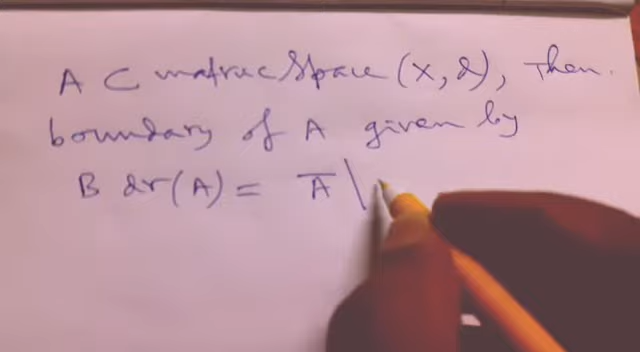 A ⊂ matric Space (X, d), Then.
boundary of A given by
B dr(A) = A̅ \